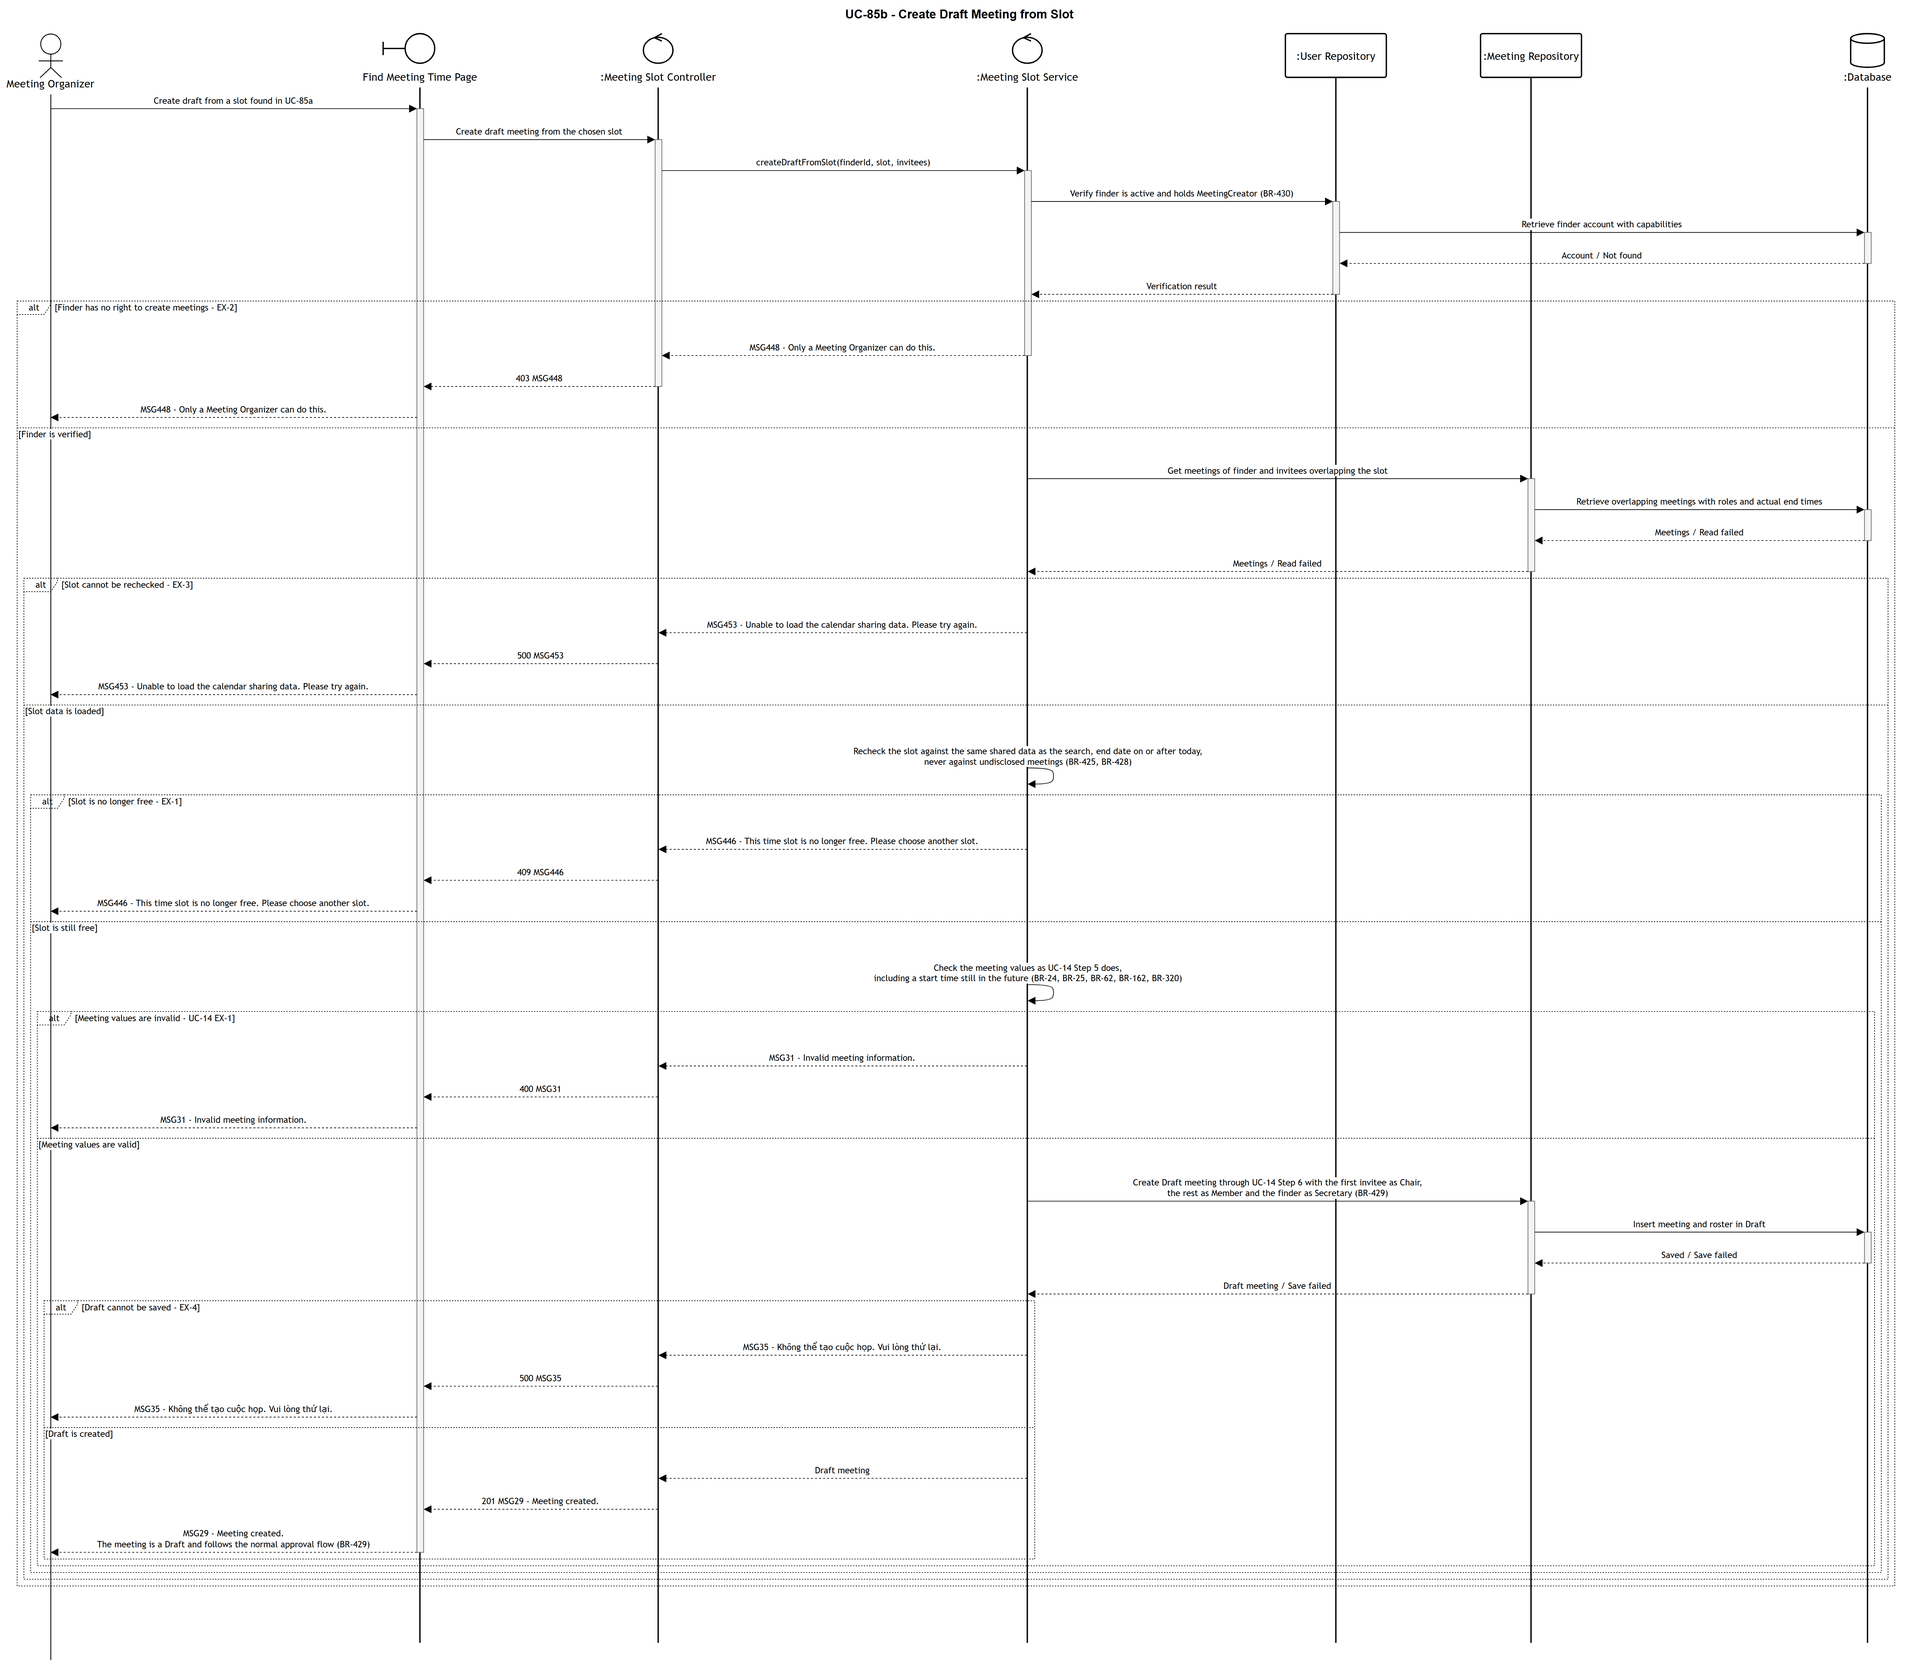 UC-85b - Create Draft Meeting from Slot
Meeting Organizer
Find Meeting Time Page
:Meeting Slot Controller
:Meeting Slot Service
:User Repository
:Meeting Repository
:Database
Create draft from a slot found in UC-85a
Create draft meeting from the chosen slot
createDraftFromSlot(finderId, slot, invitees)
Verify finder is active and holds MeetingCreator (BR-430)
Retrieve finder account with capabilities
Account / Not found
Verification result
alt
[Finder has no right to create meetings - EX-2]
MSG448 - Only a Meeting Organizer can do this.
403 MSG448
MSG448 - Only a Meeting Organizer can do this.
[Finder is verified]
Get meetings of finder and invitees overlapping the slot
Retrieve overlapping meetings with roles and actual end times
Meetings / Read failed
Meetings / Read failed
alt
[Slot cannot be rechecked - EX-3]
MSG453 - Unable to load the calendar sharing data. Please try again.
500 MSG453
MSG453 - Unable to load the calendar sharing data. Please try again.
[Slot data is loaded]
Recheck the slot against the same shared data as the search, end date on or after today,
never against undisclosed meetings (BR-425, BR-428)
alt
[Slot is no longer free - EX-1]
MSG446 - This time slot is no longer free. Please choose another slot.
409 MSG446
MSG446 - This time slot is no longer free. Please choose another slot.
[Slot is still free]
Check the meeting values as UC-14 Step 5 does,
including a start time still in the future (BR-24, BR-25, BR-62, BR-162, BR-320)
alt
[Meeting values are invalid - UC-14 EX-1]
MSG31 - Invalid meeting information.
400 MSG31
MSG31 - Invalid meeting information.
[Meeting values are valid]
Create Draft meeting through UC-14 Step 6 with the first invitee as Chair,
the rest as Member and the finder as Secretary (BR-429)
Insert meeting and roster in Draft
Saved / Save failed
Draft meeting / Save failed
alt
[Draft cannot be saved - EX-4]
MSG35 - Không thể tạo cuộc họp. Vui lòng thử lại.
500 MSG35
MSG35 - Không thể tạo cuộc họp. Vui lòng thử lại.
[Draft is created]
Draft meeting
201 MSG29 - Meeting created.
MSG29 - Meeting created.
The meeting is a Draft and follows the normal approval flow (BR-429)